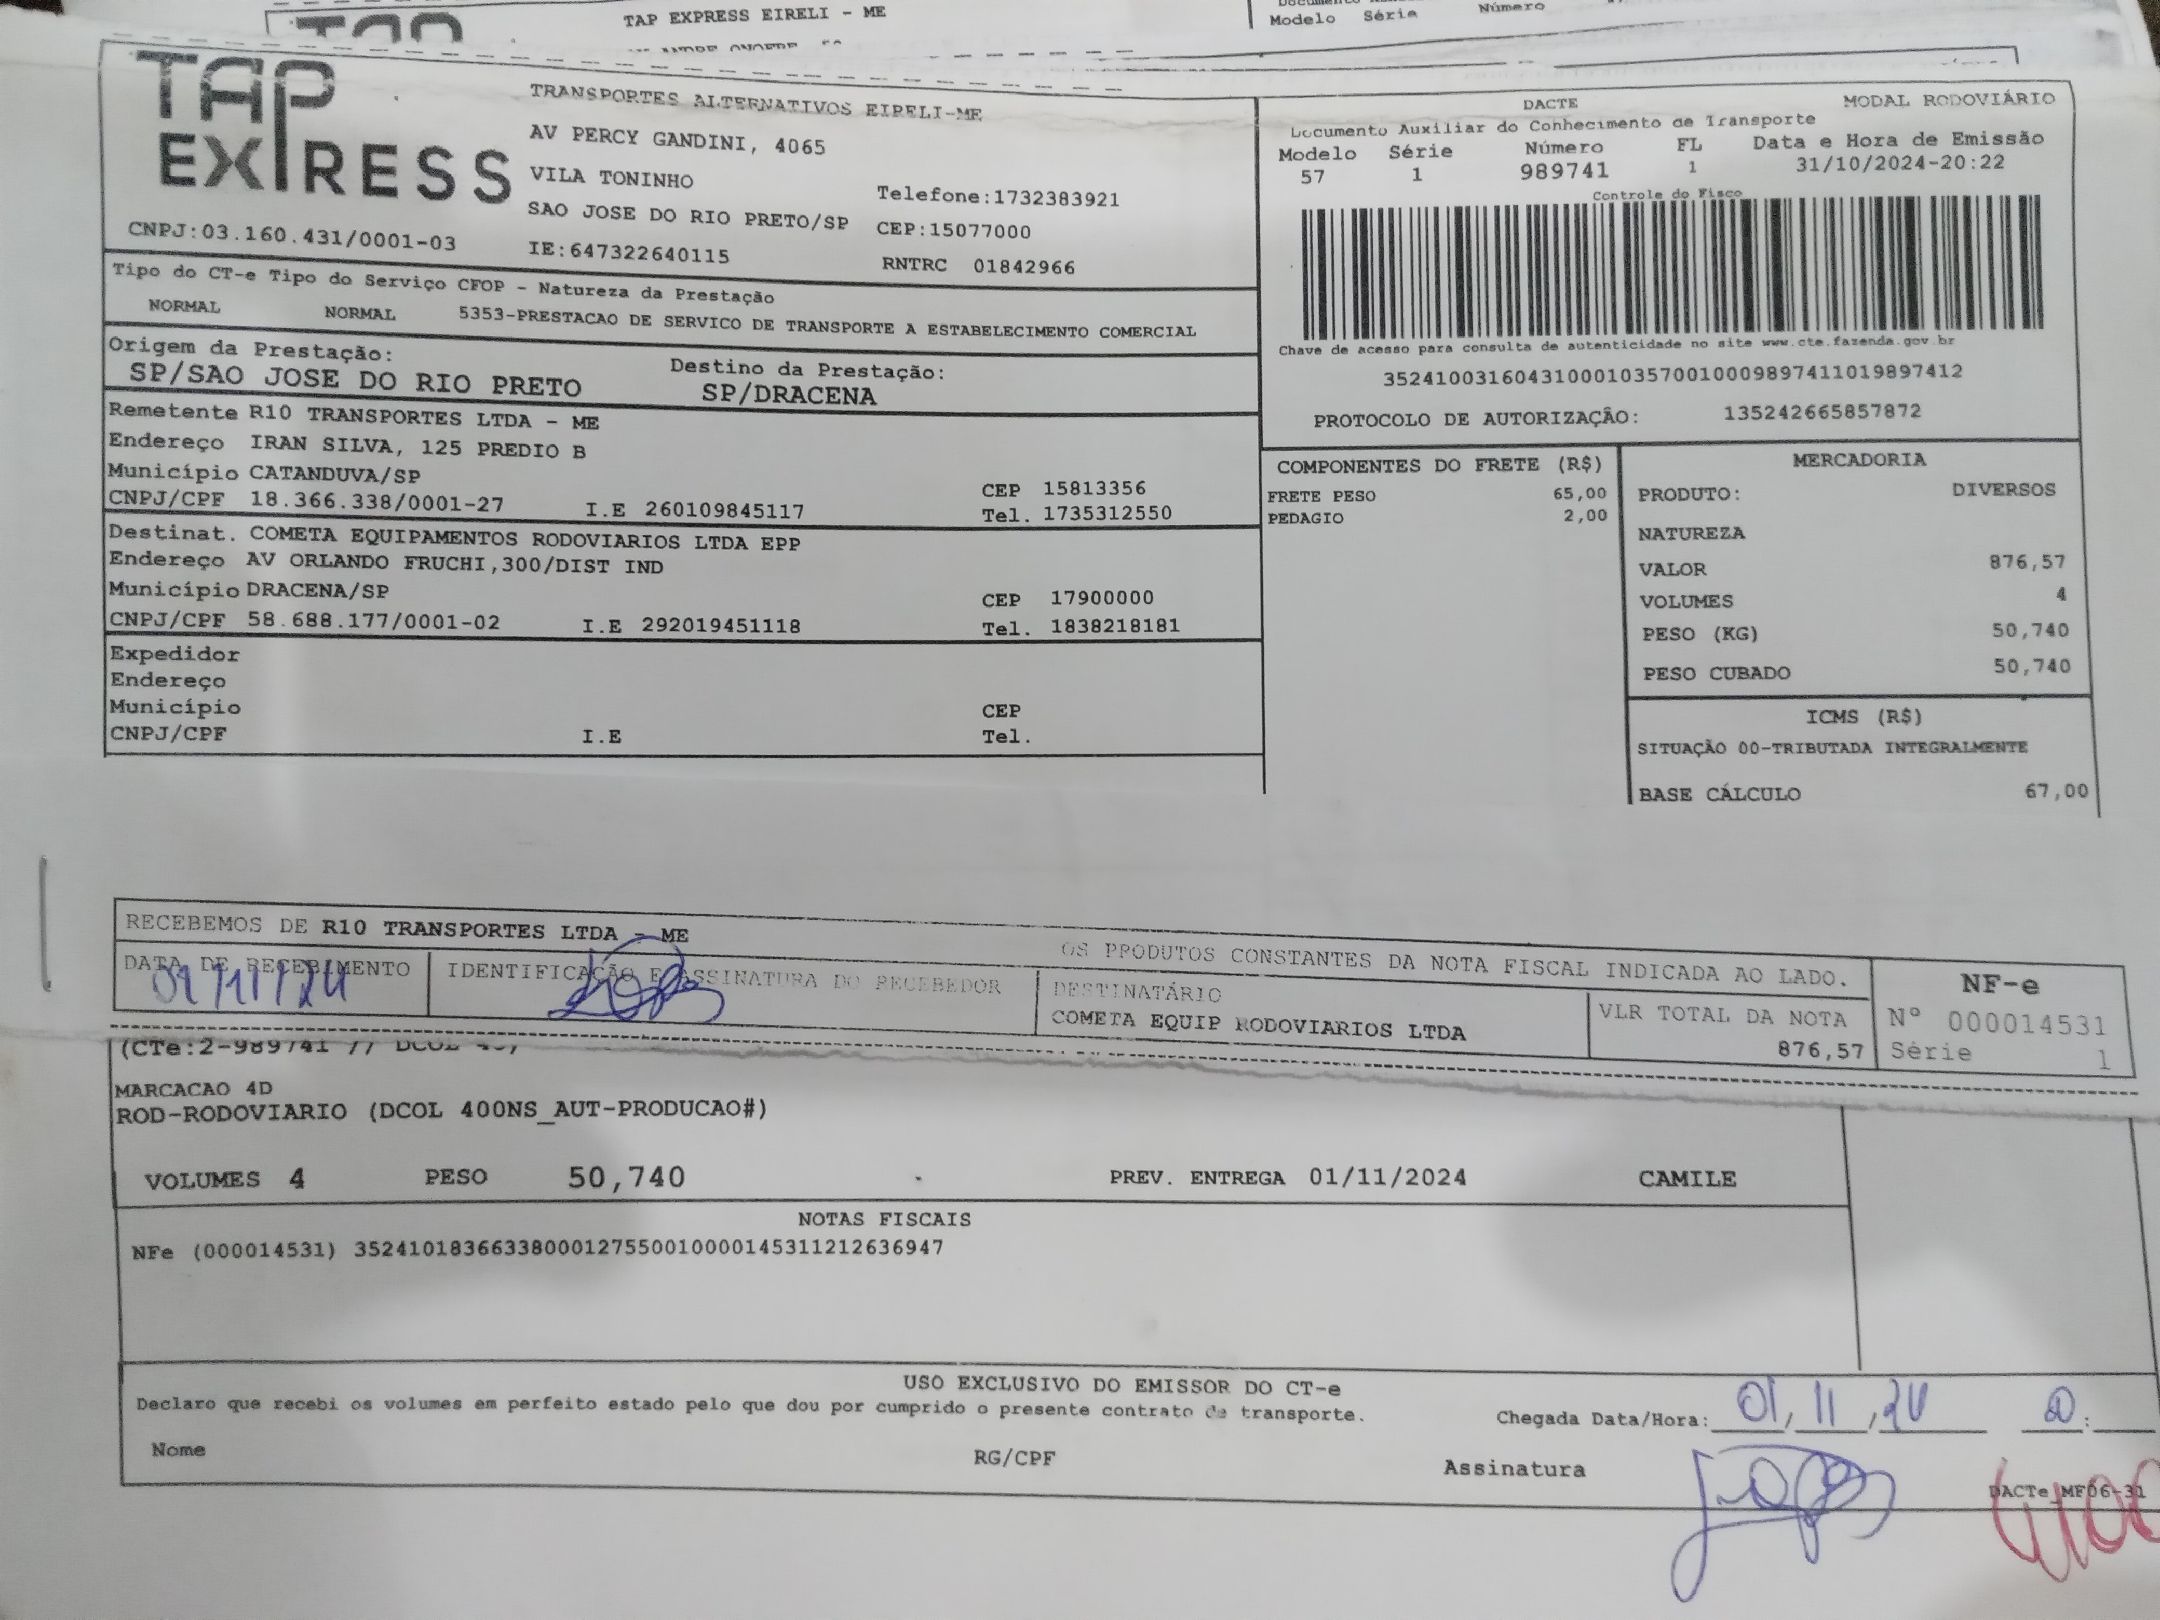 TAP EXPRESS EIRELI - ME
Modelo Série Número
TAP EXPRESS
TRANSPORTES ALTERNATIVOS EIRELI-ME
AV PERCY GANDINI, 4065
VILA TONINHO
Telefone:1732383921
SAO JOSE DO RIO PRETO/SP CEP:15077000
CNPJ:03.160.431/0001-03 IE:647322640115 RNTRC 01842966
DACTE MODAL RODOVIÁRIO
Documento Auxiliar do Conhecimento de Transporte
Modelo Série Número FL Data e Hora de Emissão
57 1 989741 1 31/10/2024-20:22
Controle do Fisco
Chave de acesso para consulta de autenticidade no site www.cte.fazenda.gov.br
35241003160431000103570010009897411019897412
PROTOCOLO DE AUTORIZAÇÃO: 135242665857872
Tipo do CT-e Tipo do Serviço CFOP - Natureza da Prestação
NORMAL NORMAL 5353-PRESTACAO DE SERVICO DE TRANSPORTE A ESTABELECIMENTO COMERCIAL
Origem da Prestação: Destino da Prestação:
SP/SAO JOSE DO RIO PRETO SP/DRACENA
Remetente R10 TRANSPORTES LTDA - ME
Endereço IRAN SILVA, 125 PREDIO B
Município CATANDUVA/SP CEP 15813356
CNPJ/CPF 18.366.338/0001-27 I.E 260109845117 Tel. 1735312550
Destinat. COMETA EQUIPAMENTOS RODOVIARIOS LTDA EPP
Endereço AV ORLANDO FRUCHI,300/DIST IND
Município DRACENA/SP CEP 17900000
CNPJ/CPF 58.688.177/0001-02 I.E 292019451118 Tel. 1838218181
Expedidor
Endereço
Município CEP
CNPJ/CPF I.E Tel.
COMPONENTES DO FRETE (R$)
FRETE PESO 65,00
PEDAGIO 2,00
MERCADORIA
PRODUTO: DIVERSOS
NATUREZA
VALOR 876,57
VOLUMES 4
PESO (KG) 50,740
PESO CUBADO 50,740
ICMS (R$)
SITUAÇÃO 00-TRIBUTADA INTEGRALMENTE
BASE CÁLCULO 67,00
RECEBEMOS DE R10 TRANSPORTES LTDA - ME OS PRODUTOS CONSTANTES DA NOTA FISCAL INDICADA AO LADO.
DATA DE RECEBIMENTO IDENTIFICAÇÃO E ASSINATURA DO RECEBEDOR
01/11/24
DESTINATÁRIO
COMETA EQUIP RODOVIARIOS LTDA
VLR TOTAL DA NOTA
876,57
NF-e
Nº 000014531
Série 1
(CTe:2-989741 // DCOL
MARCACAO 4D
ROD-RODOVIARIO (DCOL 400NS_AUT-PRODUCAO#)
VOLUMES 4 PESO 50,740 PREV. ENTREGA 01/11/2024 CAMILE
NOTAS FISCAIS
NFe (000014531) 35241018366338000127550010000145311212636947
USO EXCLUSIVO DO EMISSOR DO CT-e
Declaro que recebi os volumes em perfeito estado pelo que dou por cumprido o presente contrato de transporte.
Chegada Data/Hora: 01/11/24
Nome RG/CPF Assinatura
DACTe_MF06-31